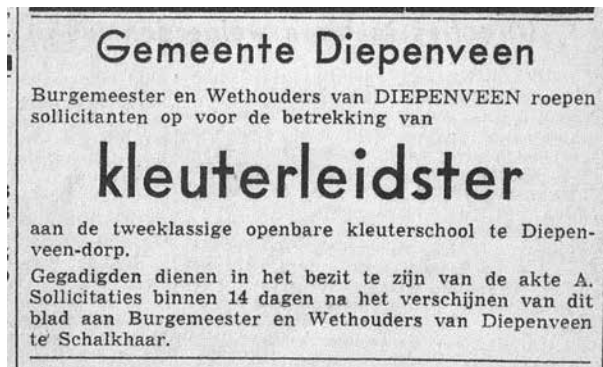 Gemeente Diepenveen
Burgemeester en Wethouders van DIEPENVEEN roepen
sollicitanten op voor de betrekking van
kleuterleidster
aan de tweeklassige openbare kleuterschool te Diepen-
veen-dorp.
Gegadigden dienen in het bezit te zijn van de akte A.
Sollicitaties binnen 14 dagen na het verschijnen van dit
blad aan Burgemeester en Wethouders van Diepenveen
te Schalkhaar.